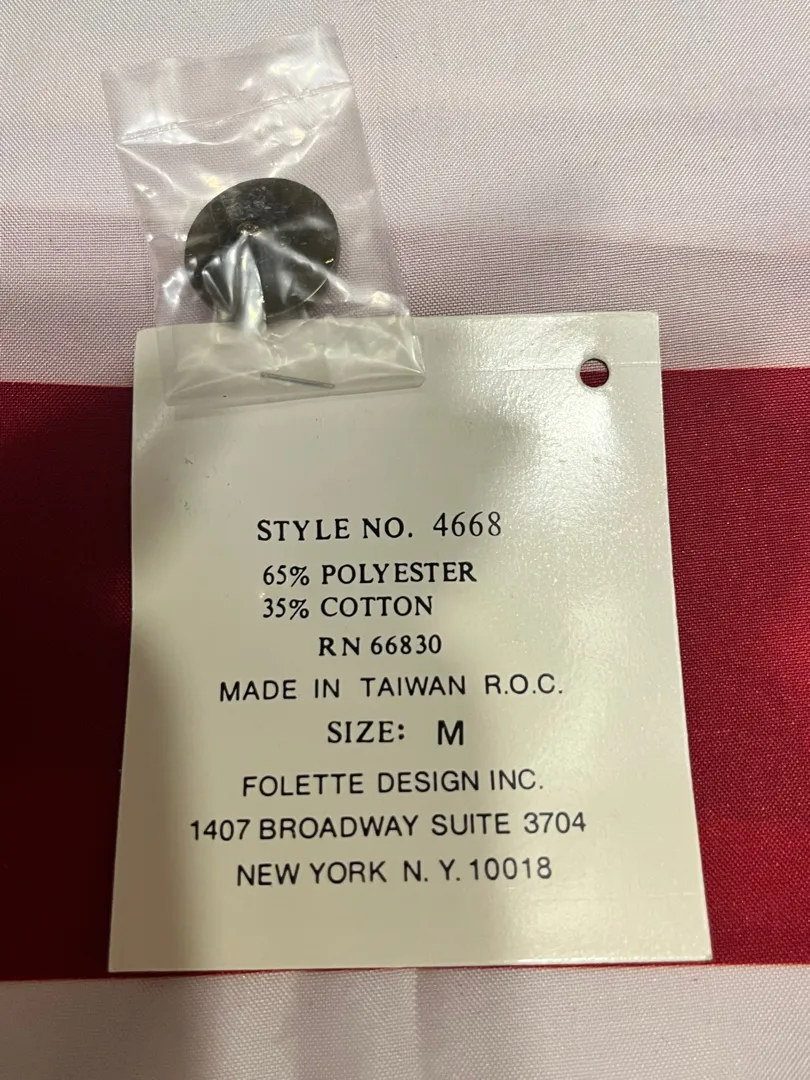 STYLE NO. 4668
65% POLYESTER
35% COTTON
RN 66830
MADE IN TAIWAN R.O.C.
SIZE: M
FOLETTE DESIGN INC.
1407 BROADWAY SUITE 3704
NEW YORK N. Y. 10018